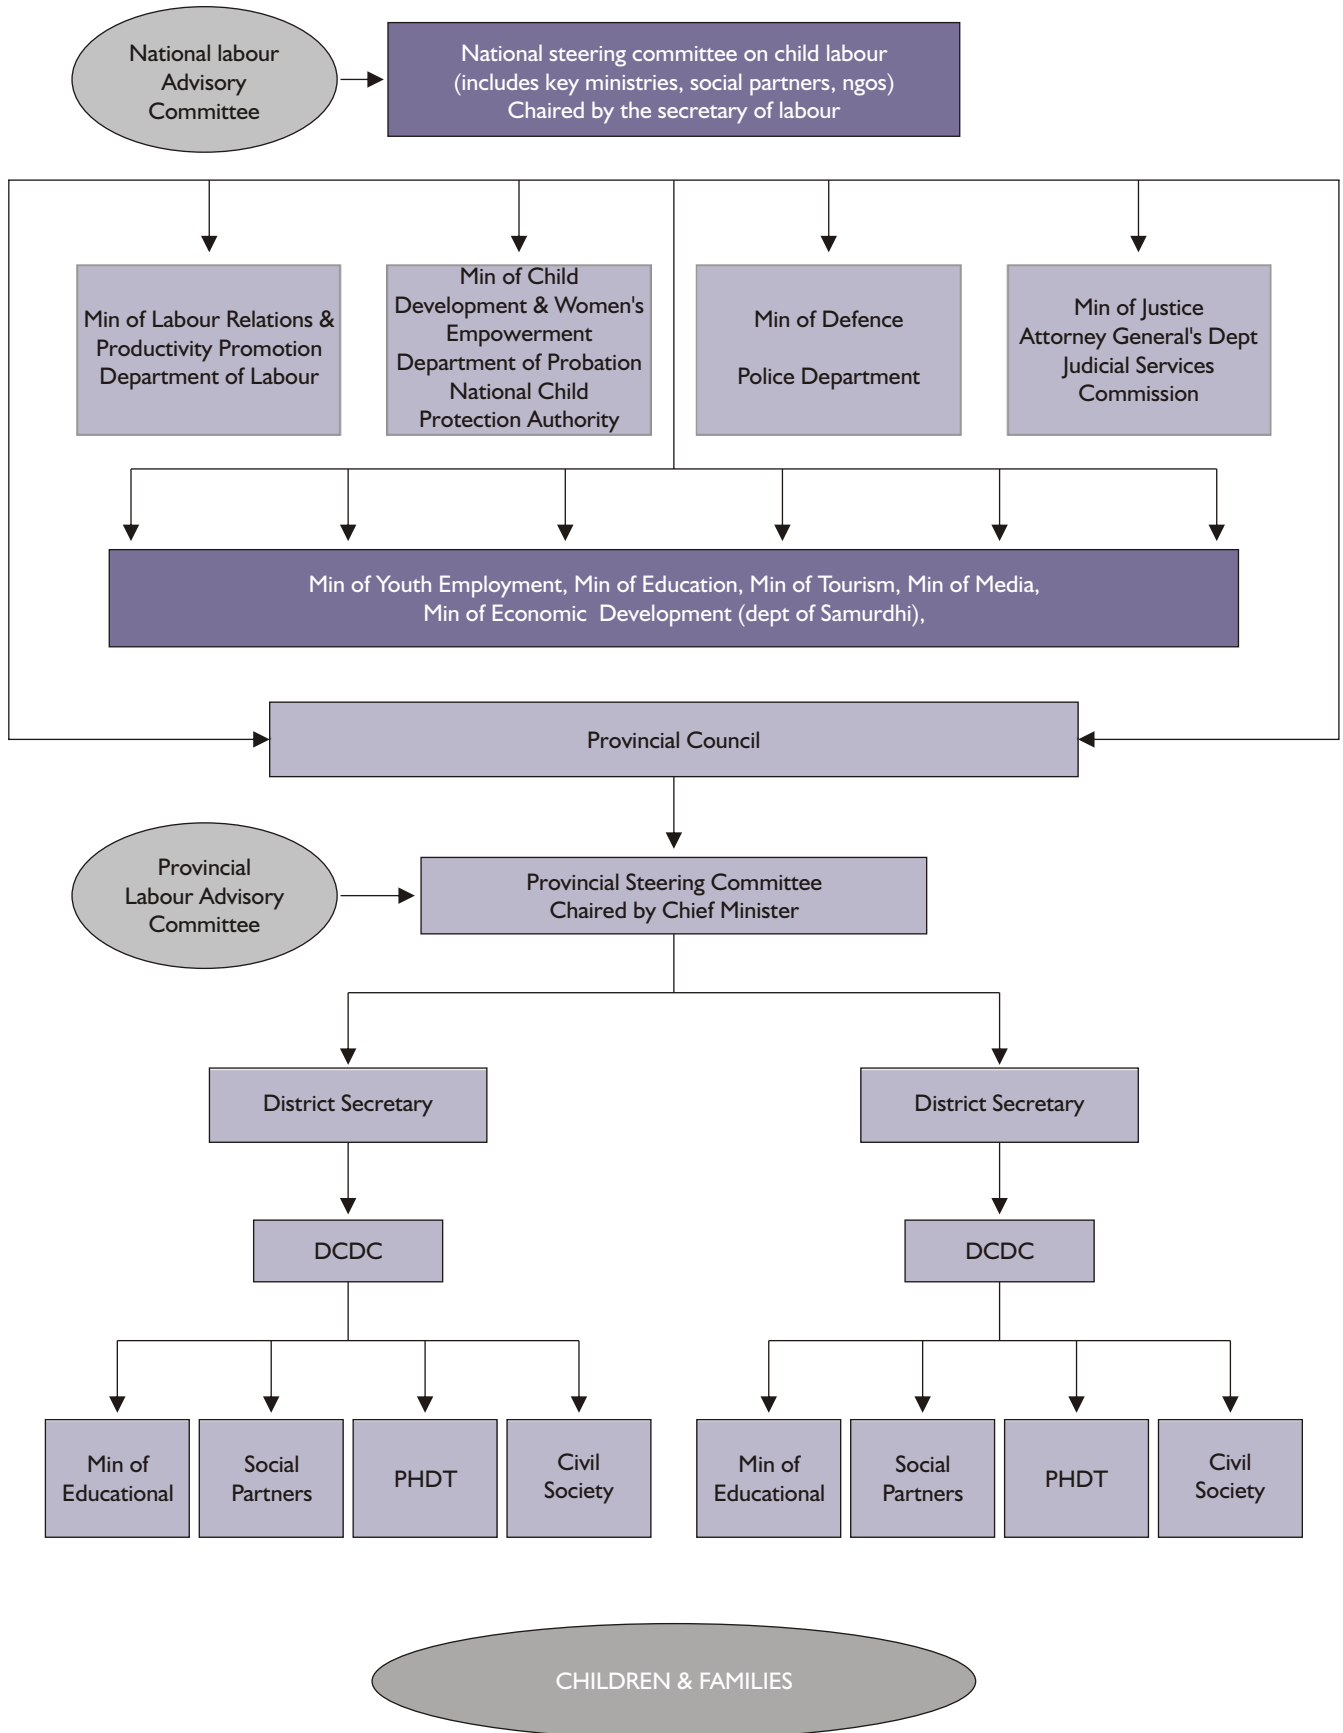 National labour
Advisory
Committee
National steering committee on child labour
(includes key ministries, social partners, ngos)
Chaired by the secretary of labour
Min of Labour Relations &
Productivity Promotion
Department of Labour
Min of Child
Development & Women's
Empowerment
Department of Probation
National Child
Protection Authority
Min of Defence
Police Department
Min of Justice
Attorney General's Dept
Judicial Services
Commission
Min of Youth Employment, Min of Education, Min of Tourism, Min of Media,
Min of Economic Development (dept of Samurdhi),
Provincial Council
Provincial
Labour Advisory
Committee
Provincial Steering Committee
Chaired by Chief Minister
District Secretary
District Secretary
DCDC
DCDC
Min of
Educational
Social
Partners
PHDT
Civil
Society
Min of
Educational
Social
Partners
PHDT
Civil
Society
CHILDREN & FAMILIES